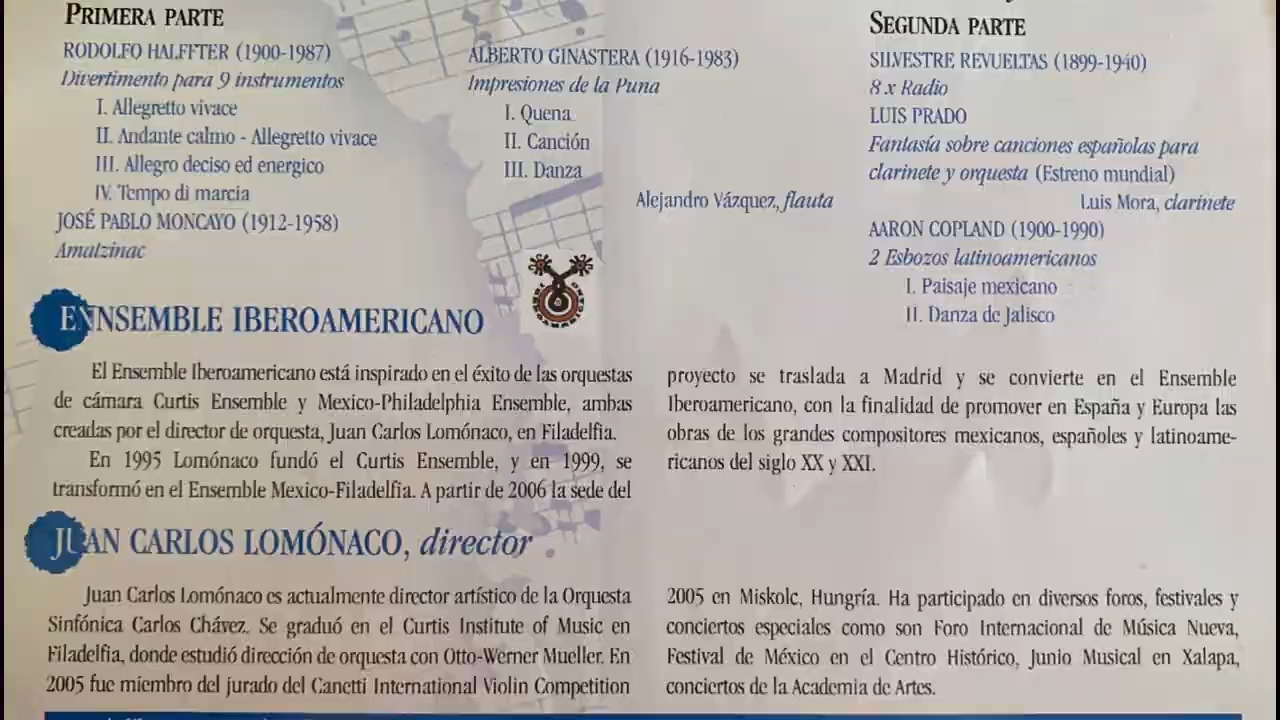 PRIMERA PARTE
RODOLFO HALFFTER (1900-1987)
Divertimento para 9 instrumentos
I. Allegretto vivace
II. Andante calmo - Allegretto vivace
III. Allegro deciso ed energico
IV. Tempo di marcia
JOSÉ PABLO MONCAYO (1912-1958)
Amatzinac
ALBERTO GINASTERA (1916-1983)
Impresiones de la Puna
I. Quena
II. Canción
III. Danza
Alejandro Vázquez, flauta
SEGUNDA PARTE
SILVESTRE REVUELTAS (1899-1940)
8 x Radio
LUIS PRADO
Fantasía sobre canciones españolas para
clarinete y orquesta (Estreno mundial)
Luis Mora, clarinete
AARON COPLAND (1900-1990)
2 Esbozos latinoamericanos
I. Paisaje mexicano
II. Danza de Jalisco
ENNSEMBLE IBEROAMERICANO
El Ensemble Iberoamericano está inspirado en el éxito de las orquestas
de cámara Curtis Ensemble y Mexico-Philadelphia Ensemble, ambas
creadas por el director de orquesta, Juan Carlos Lomónaco, en Filadelfia.
En 1995 Lomónaco fundó el Curtis Ensemble, y en 1999, se
transformó en el Ensemble Mexico-Filadelfia. A partir de 2006 la sede del
proyecto se traslada a Madrid y se convierte en el Ensemble
Iberoamericano, con la finalidad de promover en España y Europa las
obras de los grandes compositores mexicanos, españoles y latinoame-
ricanos del siglo XX y XXI.
JUAN CARLOS LOMÓNACO, director
Juan Carlos Lomónaco es actualmente director artístico de la Orquesta
Sinfónica Carlos Chávez. Se graduó en el Curtis Institute of Music en
Filadelfia, donde estudió dirección de orquesta con Otto-Werner Mueller. En
2005 fue miembro del jurado del Canetti International Violin Competition
2005 en Miskolc, Hungría. Ha participado en diversos foros, festivales y
conciertos especiales como son Foro Internacional de Música Nueva,
Festival de México en el Centro Histórico, Junio Musical en Xalapa,
conciertos de la Academia de Artes.